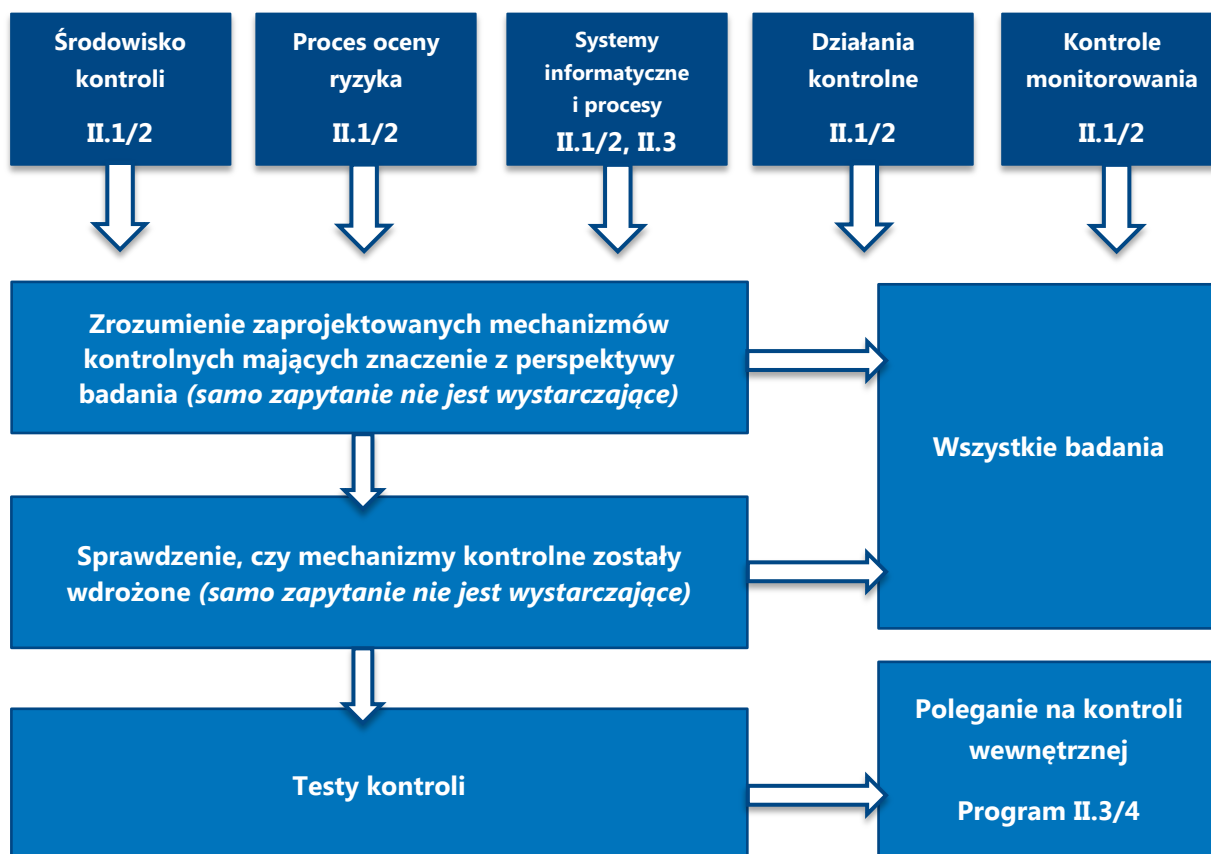 Środowisko
kontroli
II.1/2
Proces oceny
ryzyka
II.1/2
Systemy
informatyczne
i procesy
II.1/2, II.3
Działania
kontrolne
II.1/2
Kontrole
monitorowania
II.1/2
Zrozumienie zaprojektowanych mechanizmów
kontrolnych mających znaczenie z perspektywy
badania (samo zapytanie nie jest wystarczające)
Wszystkie badania
Sprawdzenie, czy mechanizmy kontrolne zostały
wdrożone (samo zapytanie nie jest wystarczające)
Testy kontroli
Poleganie na kontroli
wewnętrznej
Program II.3/4